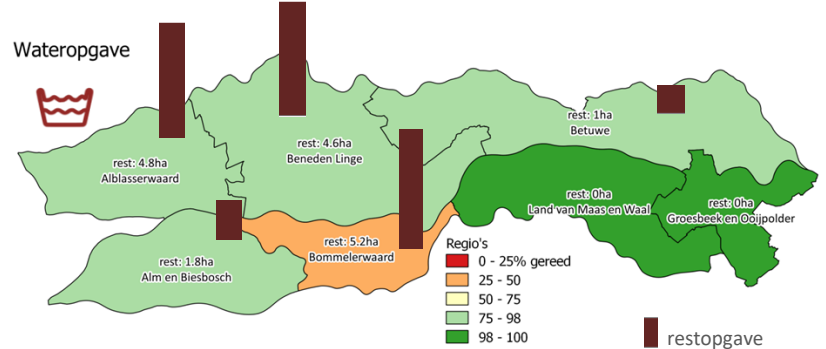 Wateropgave
rest: 1ha
Betuwe
rest: 4.6ha
Beneden Linge
rest: 4.8ha
Alblasserwaard
rest: 0ha
Land van Maas en Waal
rest: 0ha
Groesbeek en Ooijpolder
rest: 5.2ha
Bommelerwaard
rest: 1.8ha
Alm en Biesbosch
Regio's
0 - 25% gereed
25 - 50
50 - 75
75 - 98
98 - 100
restopgave